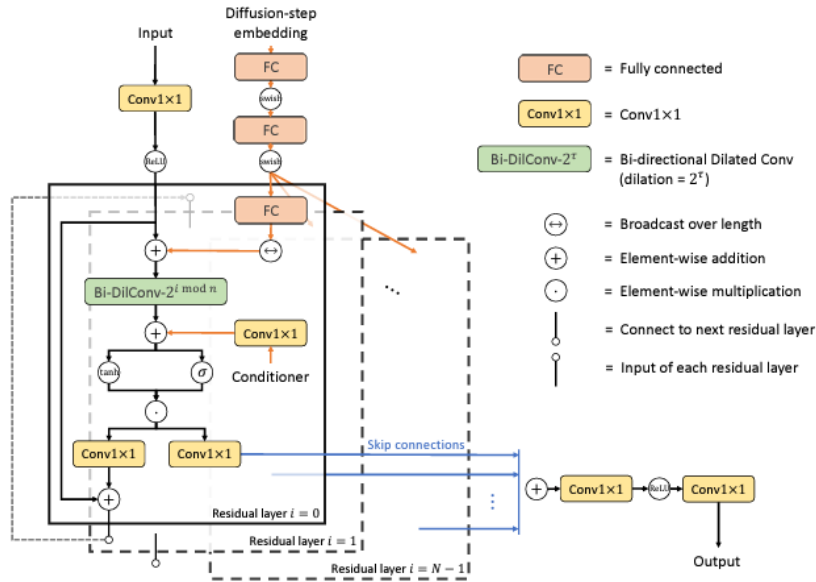 Input
Diffusion-step
embedding
FC
Conv1×1
swish
FC
ReLU
swish
FC
Bi-DilConv-2^{i mod n}
Conv1×1
tanh
σ
Conditioner
Conv1×1
Conv1×1
Skip connections
Residual layer i = 0
Residual layer i = 1
Residual layer i = N − 1
FC
= Fully connected
Conv1×1
= Conv1×1
Bi-DilConv-2^τ
= Bi-directional Dilated Conv
(dilation = 2^τ)
↔ = Broadcast over length
+ = Element-wise addition
· = Element-wise multiplication
= Connect to next residual layer
= Input of each residual layer
+
Conv1×1
ReLU
Conv1×1
Output